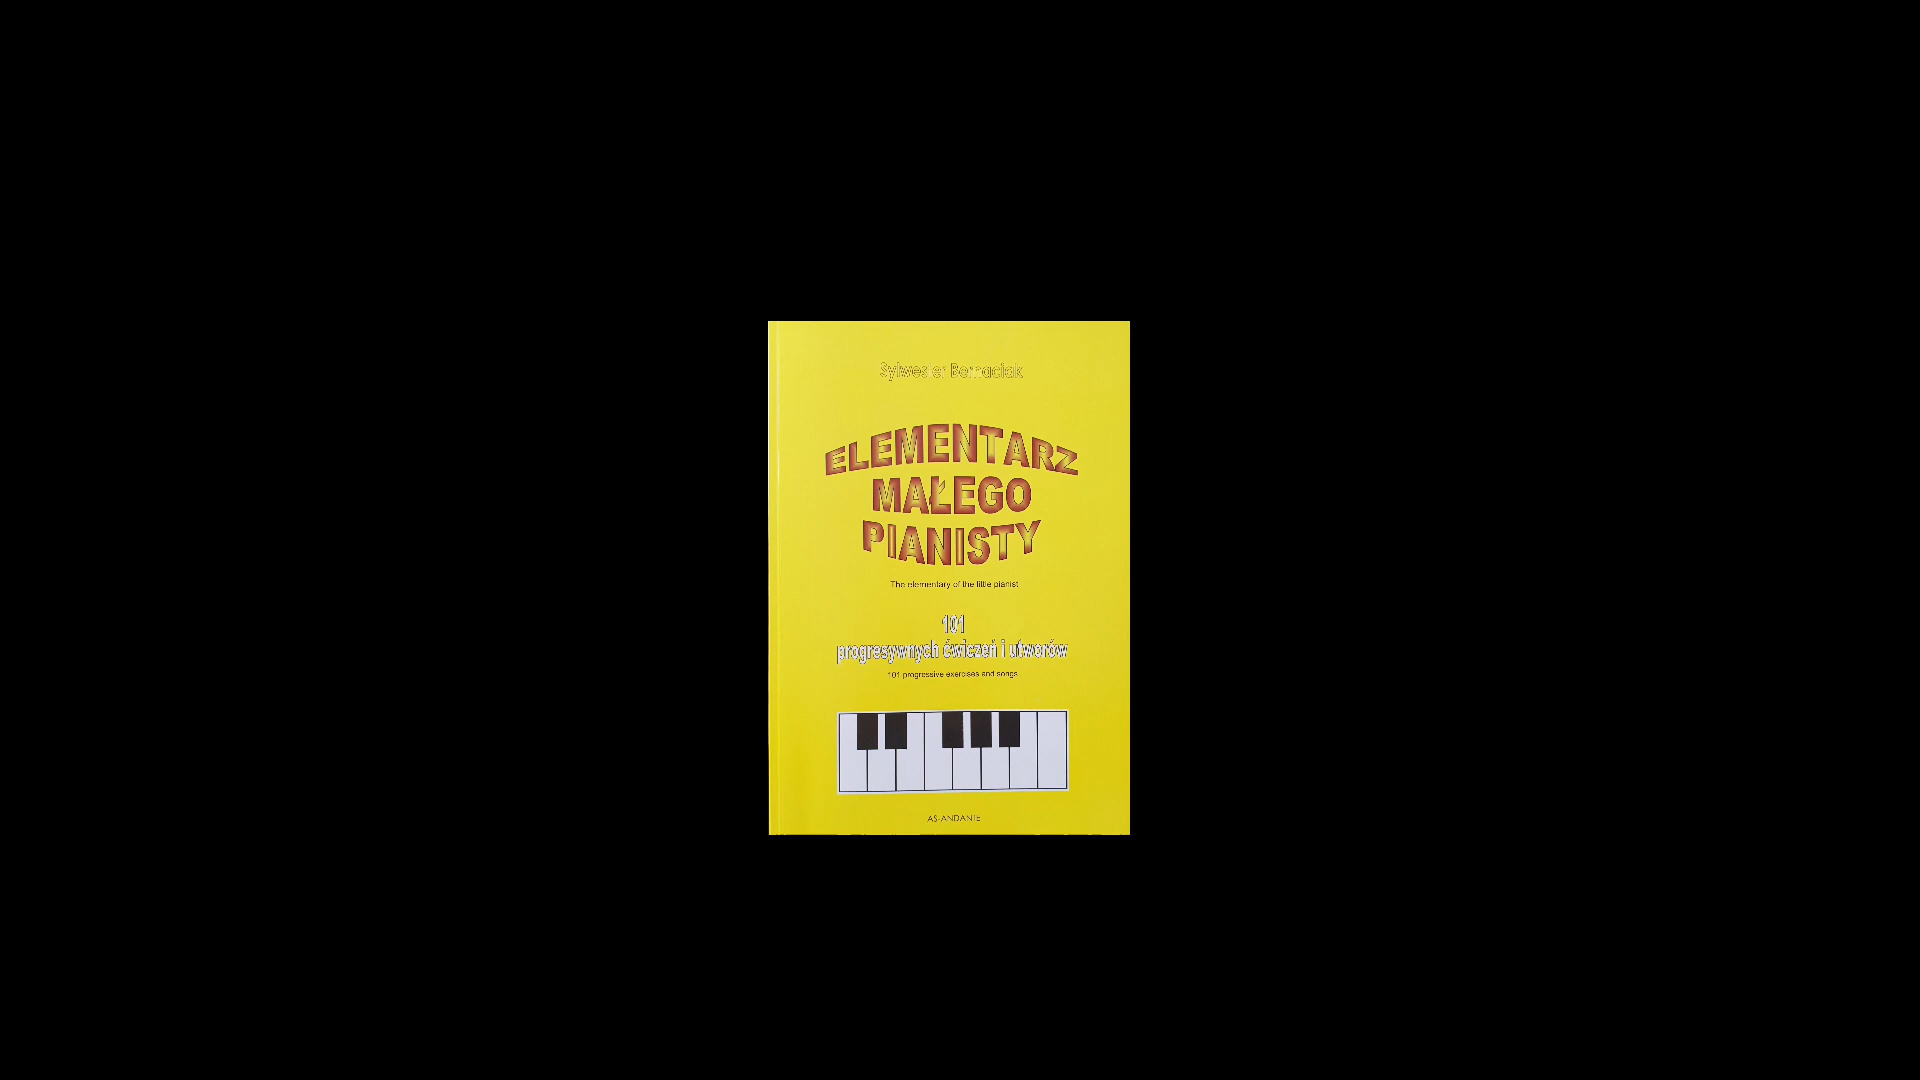 Sylwester Bernaciak
ELEMENTARZ
MAŁEGO
PIANISTY
The elementary of the little pianist
101
progresywnych ćwiczeń i utworów
101 progressive exercises and songs
AS-ANDANTE